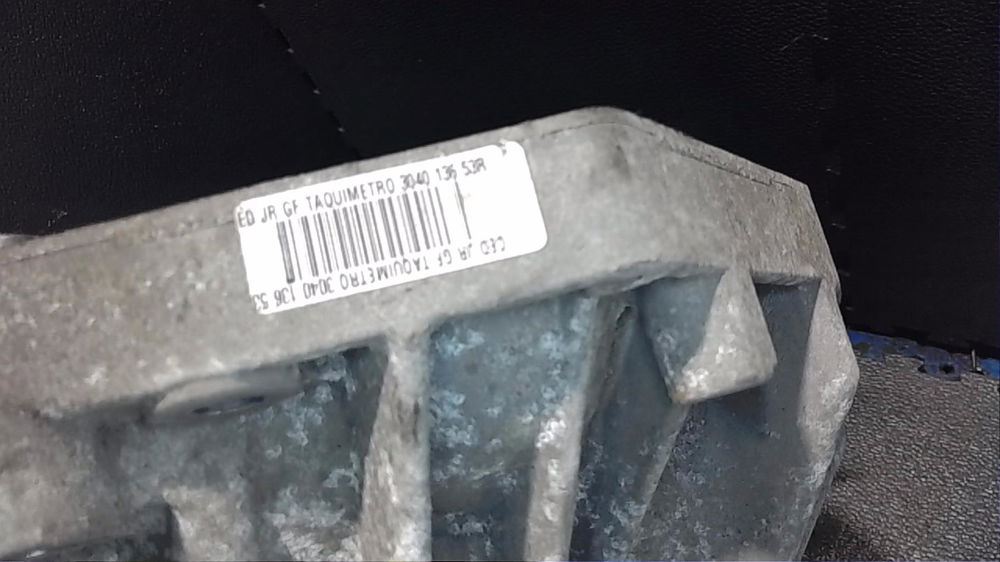 ED JR GF TAQUIMETRO 3040 136 53R
CED JR GF TAQUIMETRO 3040 136 53